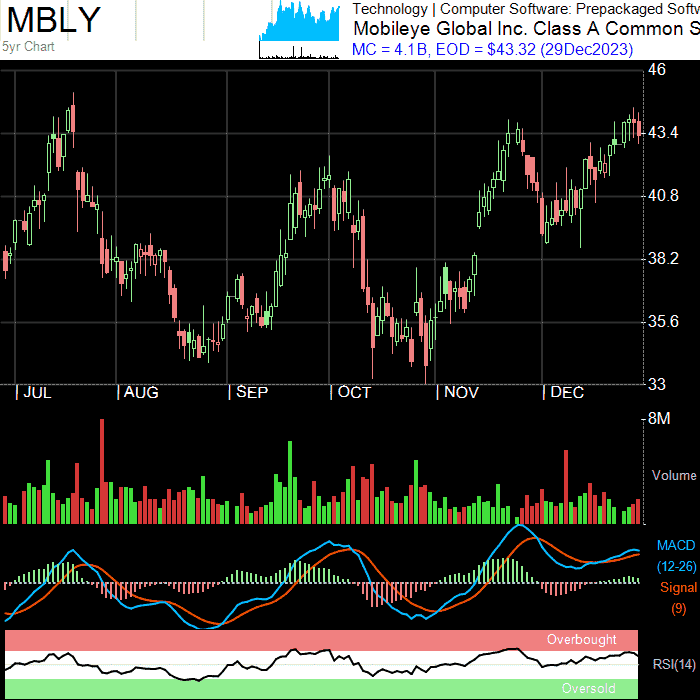 MBLY
5yr Chart
Technology | Computer Software: Prepackaged Softw
Mobileye Global Inc. Class A Common S
MC = 4.1B, EOD = $43.32 (29Dec2023)
46
43.4
40.8
38.2
35.6
33
JUL
AUG
SEP
OCT
NOV
DEC
8M
Volume
MACD
(12-26)
Signal
(9)
Overbought
RSI(14)
Oversold